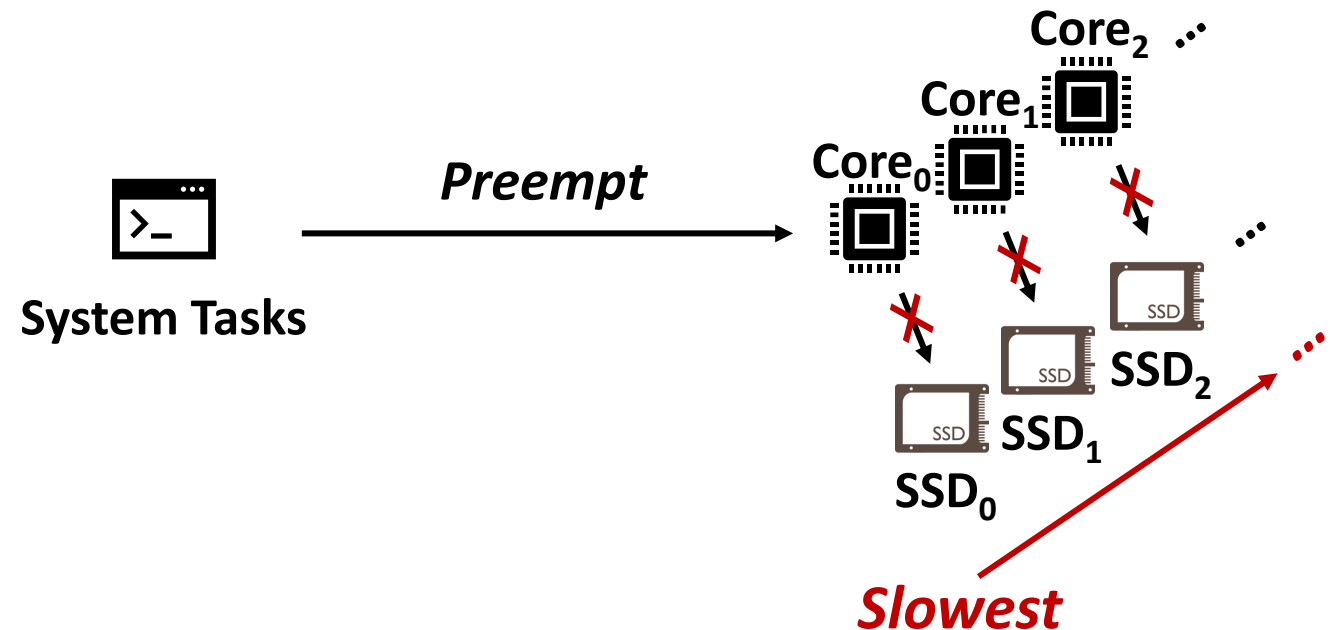 Core2 ...
Core1
Core0
Preempt
>_
System Tasks
...
SSD
SSD2
...
SSD
SSD1
SSD
SSD0
Slowest